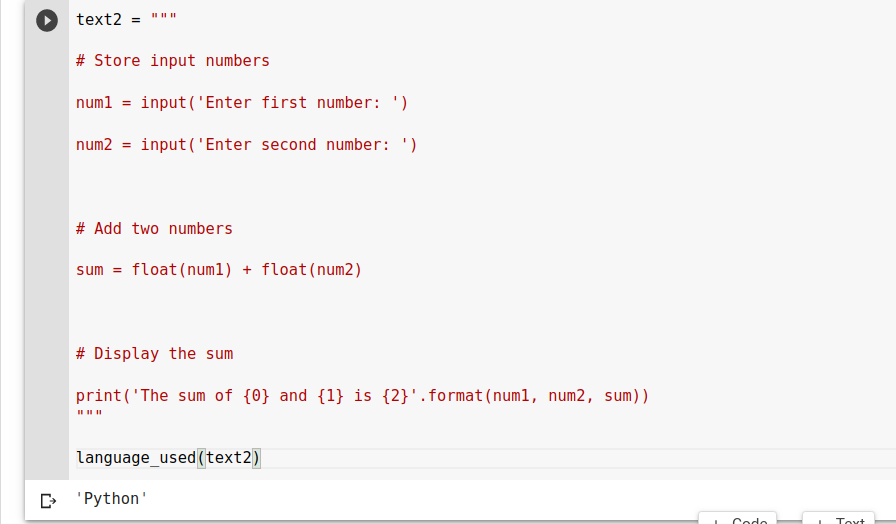 text2 = """
# Store input numbers
num1 = input('Enter first number: ')
num2 = input('Enter second number: ')
# Add two numbers
sum = float(num1) + float(num2)
# Display the sum
print('The sum of {0} and {1} is {2}'.format(num1, num2, sum))
"""
language_used(text2)
'Python'
+ Code + Text